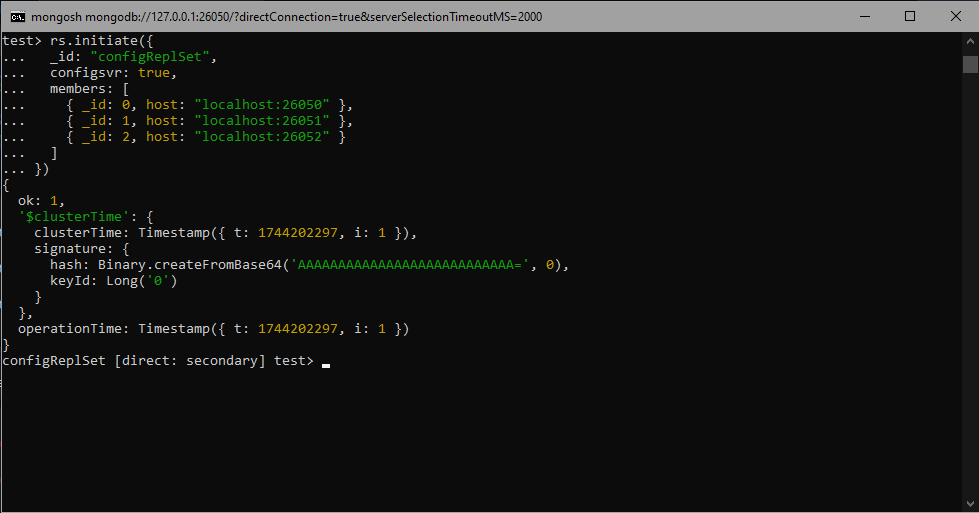 mongosh mongodb://127.0.0.1:26050/?directConnection=true&serverSelectionTimeoutMS=2000
test> rs.initiate({
...   _id: "configReplSet",
...   configsvr: true,
...   members: [
...     { _id: 0, host: "localhost:26050" },
...     { _id: 1, host: "localhost:26051" },
...     { _id: 2, host: "localhost:26052" }
...   ]
... })
{
  ok: 1,
  '$clusterTime': {
    clusterTime: Timestamp({ t: 1744202297, i: 1 }),
    signature: {
      hash: Binary.createFromBase64('AAAAAAAAAAAAAAAAAAAAAAAAAAA=', 0),
      keyId: Long('0')
    }
  },
  operationTime: Timestamp({ t: 1744202297, i: 1 })
}
configReplSet [direct: secondary] test>